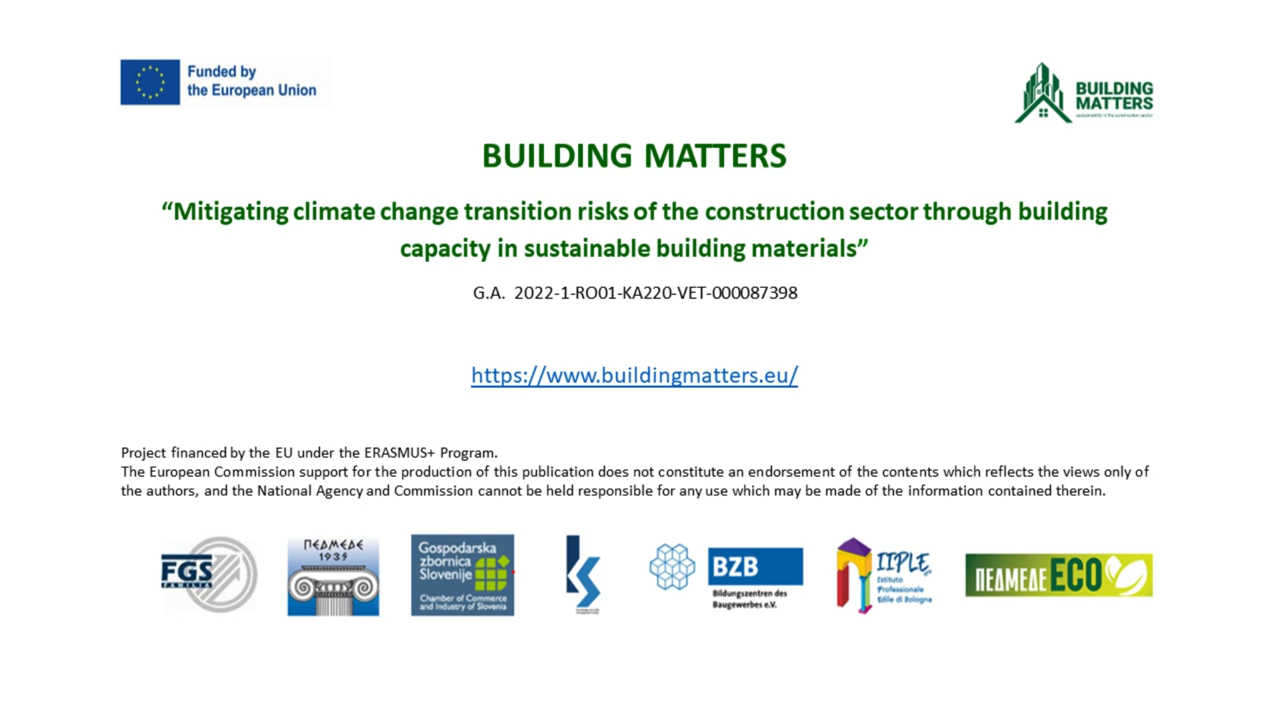 Funded by
the European Union
BUILDING
MATTERS
sustainability in the construction sector
BUILDING MATTERS
“Mitigating climate change transition risks of the construction sector through building
capacity in sustainable building materials”
G.A. 2022-1-RO01-KA220-VET-000087398
https://www.buildingmatters.eu/
Project financed by the EU under the ERASMUS+ Program.
The European Commission support for the production of this publication does not constitute an endorsement of the contents which reflects the views only of
the authors, and the National Agency and Commission cannot be held responsible for any use which may be made of the information contained therein.
FGS
FAMILIA
ΠΕΔΜΕΔΕ
1935
Gospodarska
zbornica
Slovenije
Chamber of Commerce
and Industry of Slovenia
BZB
Bildungszentren des
Baugewerbes e.V.
IIPLE
Istituto
Professionale
Edile di Bologna
ΠΕΔΜΕΔΕ ECO